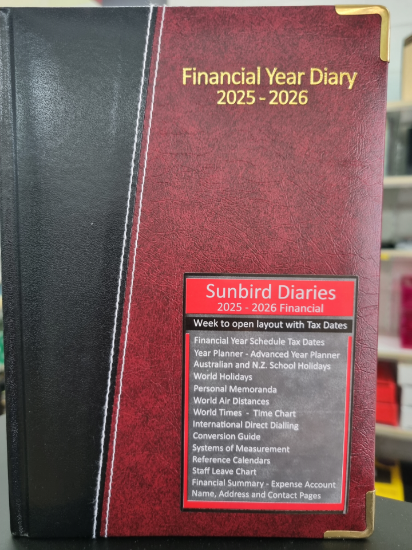 Financial Year Diary
2025 - 2026
Sunbird Diaries
2025 - 2026 Financial
Week to open layout with Tax Dates
Financial Year Schedule Tax Dates
Year Planner - Advanced Year Planner
Australian and N.Z. School Holidays
World Holidays
Personal Memoranda
World Air Distances
World Times - Time Chart
International Direct Dialling
Conversion Guide
Systems of Measurement
Reference Calendars
Staff Leave Chart
Financial Summary - Expense Account
Name, Address and Contact Pages